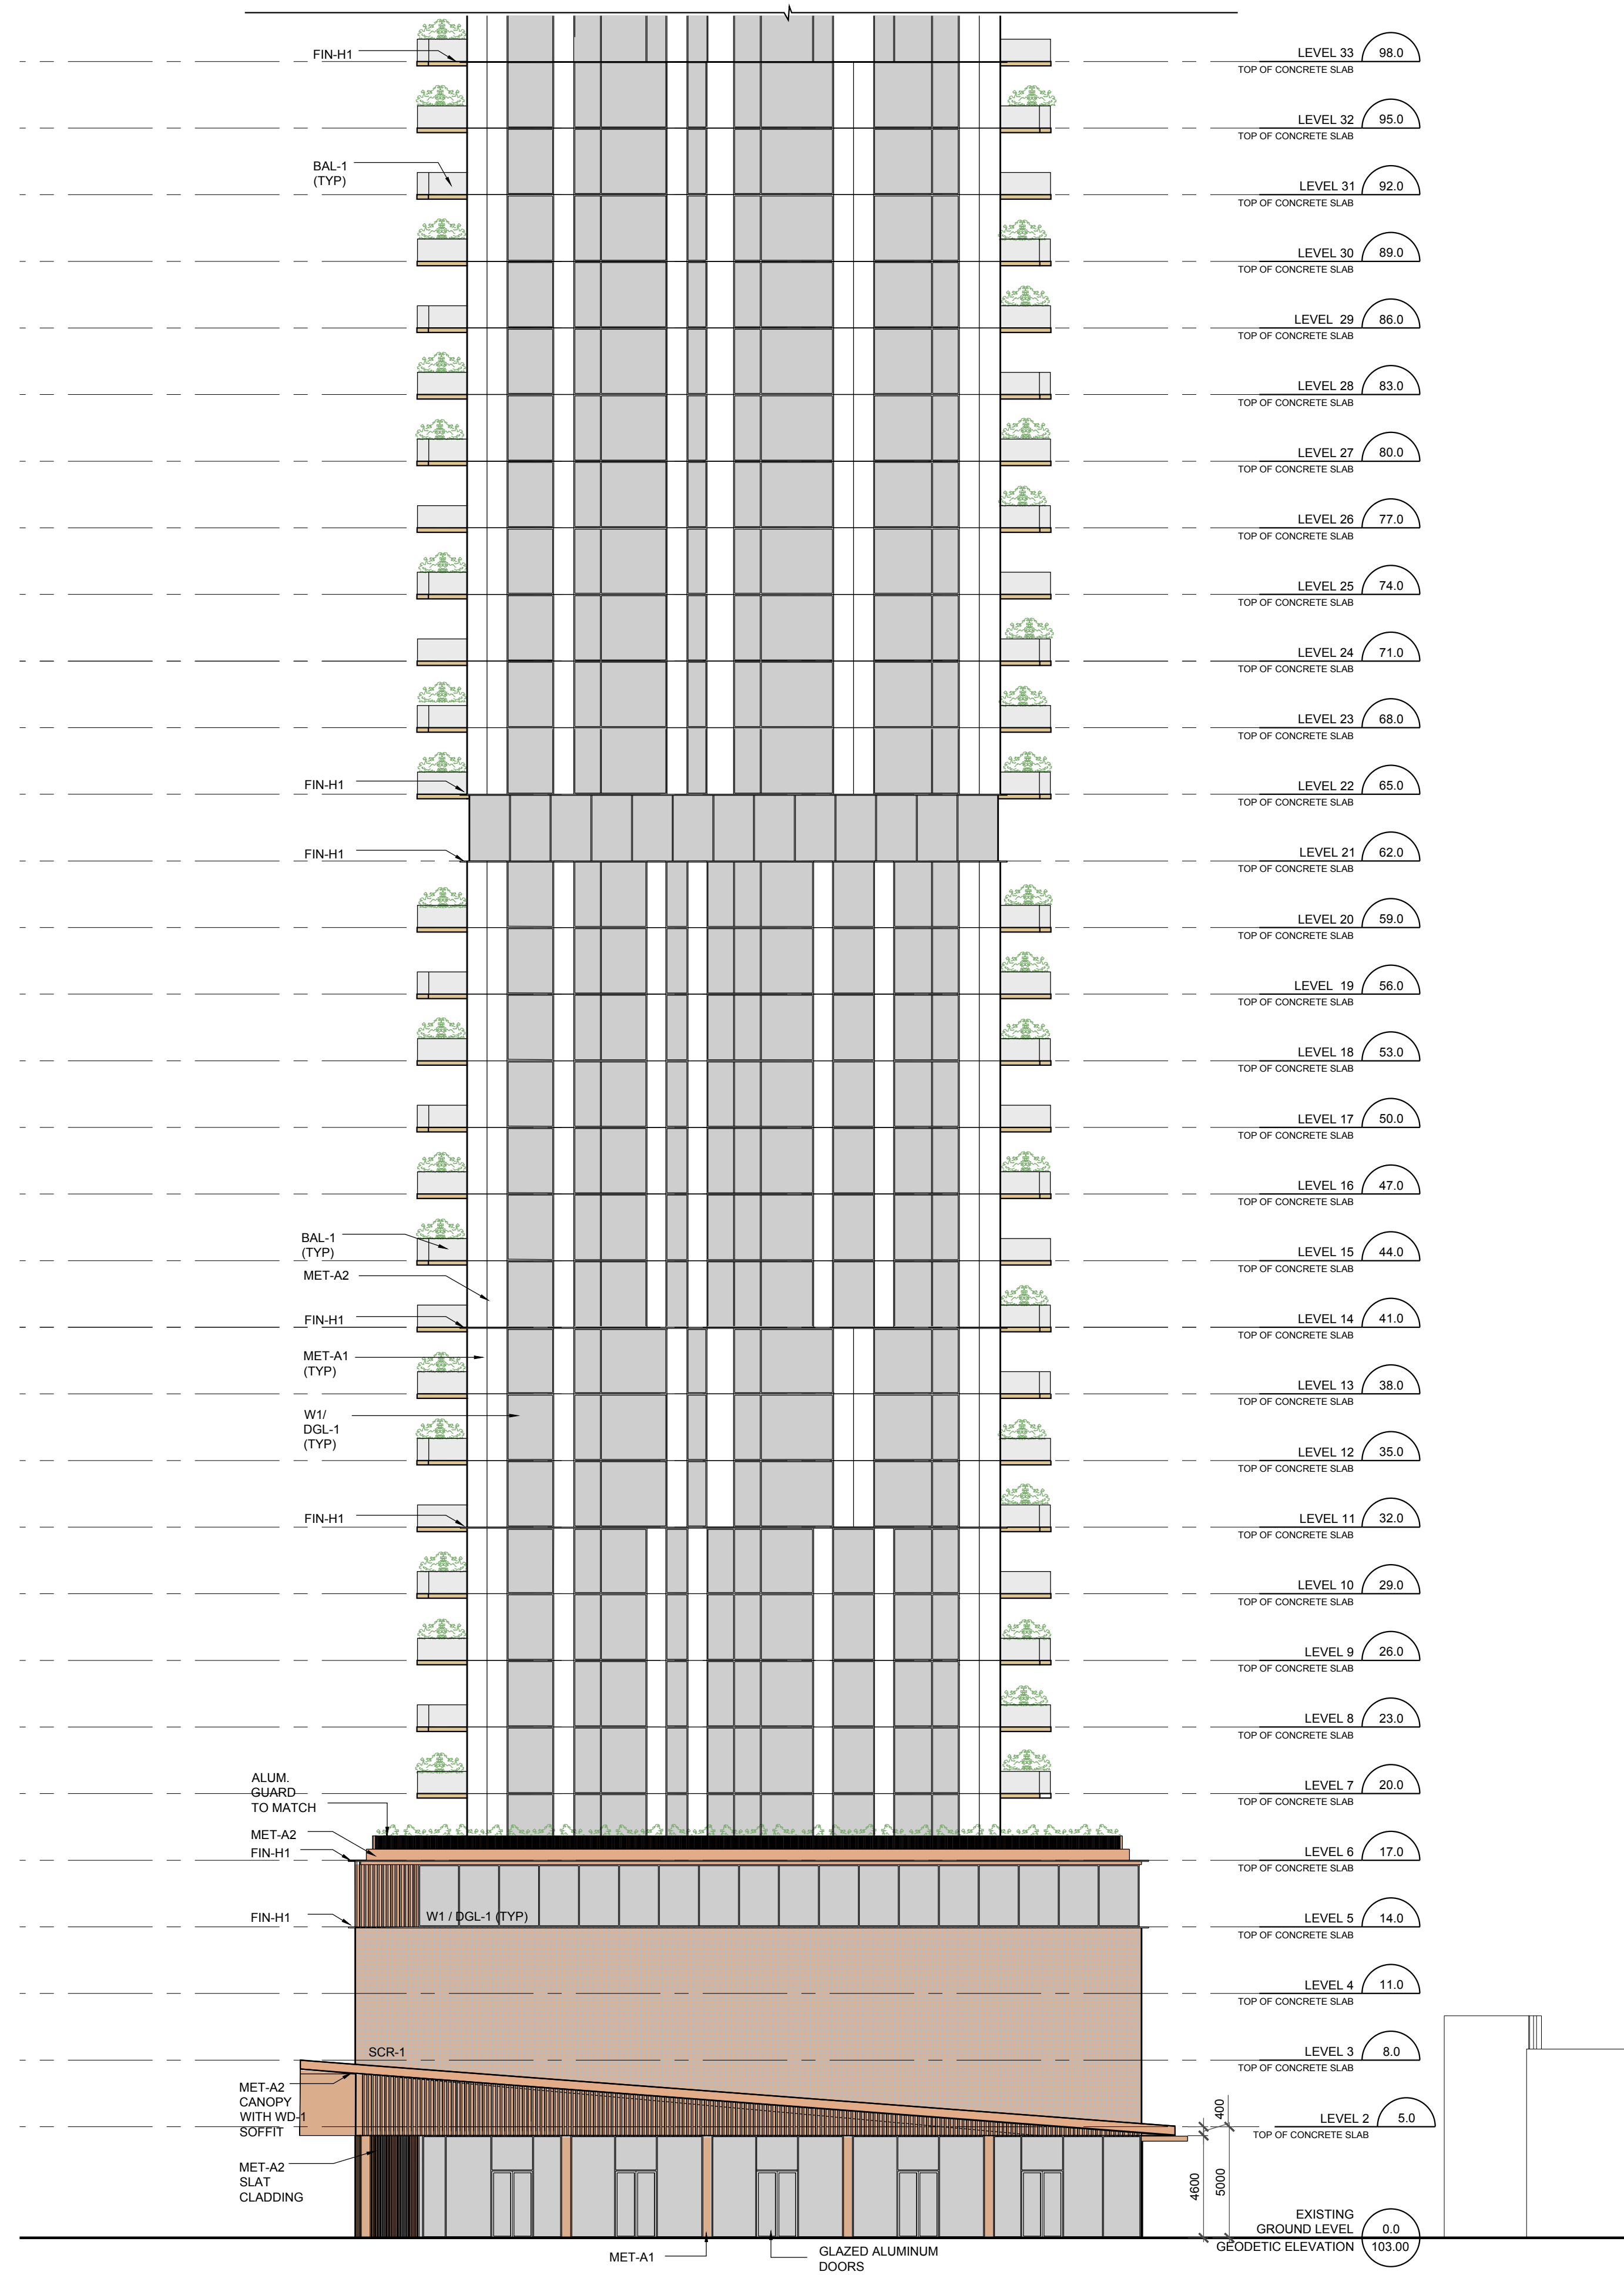 FIN-H1
LEVEL 33 98.0
TOP OF CONCRETE SLAB
LEVEL 32 95.0
TOP OF CONCRETE SLAB
BAL-1
(TYP)
LEVEL 31 92.0
TOP OF CONCRETE SLAB
LEVEL 30 89.0
TOP OF CONCRETE SLAB
LEVEL 29 86.0
TOP OF CONCRETE SLAB
LEVEL 28 83.0
TOP OF CONCRETE SLAB
LEVEL 27 80.0
TOP OF CONCRETE SLAB
LEVEL 26 77.0
TOP OF CONCRETE SLAB
LEVEL 25 74.0
TOP OF CONCRETE SLAB
LEVEL 24 71.0
TOP OF CONCRETE SLAB
LEVEL 23 68.0
TOP OF CONCRETE SLAB
FIN-H1
LEVEL 22 65.0
TOP OF CONCRETE SLAB
FIN-H1
LEVEL 21 62.0
TOP OF CONCRETE SLAB
LEVEL 20 59.0
TOP OF CONCRETE SLAB
LEVEL 19 56.0
TOP OF CONCRETE SLAB
LEVEL 18 53.0
TOP OF CONCRETE SLAB
LEVEL 17 50.0
TOP OF CONCRETE SLAB
LEVEL 16 47.0
TOP OF CONCRETE SLAB
BAL-1
(TYP)
LEVEL 15 44.0
TOP OF CONCRETE SLAB
MET-A2
FIN-H1
LEVEL 14 41.0
TOP OF CONCRETE SLAB
MET-A1
(TYP)
LEVEL 13 38.0
TOP OF CONCRETE SLAB
W1/
DGL-1
(TYP)
LEVEL 12 35.0
TOP OF CONCRETE SLAB
FIN-H1
LEVEL 11 32.0
TOP OF CONCRETE SLAB
LEVEL 10 29.0
TOP OF CONCRETE SLAB
LEVEL 9 26.0
TOP OF CONCRETE SLAB
LEVEL 8 23.0
TOP OF CONCRETE SLAB
ALUM.
GUARD
TO MATCH
LEVEL 7 20.0
TOP OF CONCRETE SLAB
MET-A2
FIN-H1
LEVEL 6 17.0
TOP OF CONCRETE SLAB
FIN-H1
W1 / DGL-1 (TYP)
LEVEL 5 14.0
TOP OF CONCRETE SLAB
LEVEL 4 11.0
TOP OF CONCRETE SLAB
SCR-1
LEVEL 3 8.0
TOP OF CONCRETE SLAB
MET-A2
CANOPY
WITH WD-1
SOFFIT
400
LEVEL 2 5.0
TOP OF CONCRETE SLAB
MET-A2
SLAT
CLADDING
4600
5000
EXISTING
GROUND LEVEL 0.0
GEODETIC ELEVATION 103.00
MET-A1
GLAZED ALUMINUM
DOORS